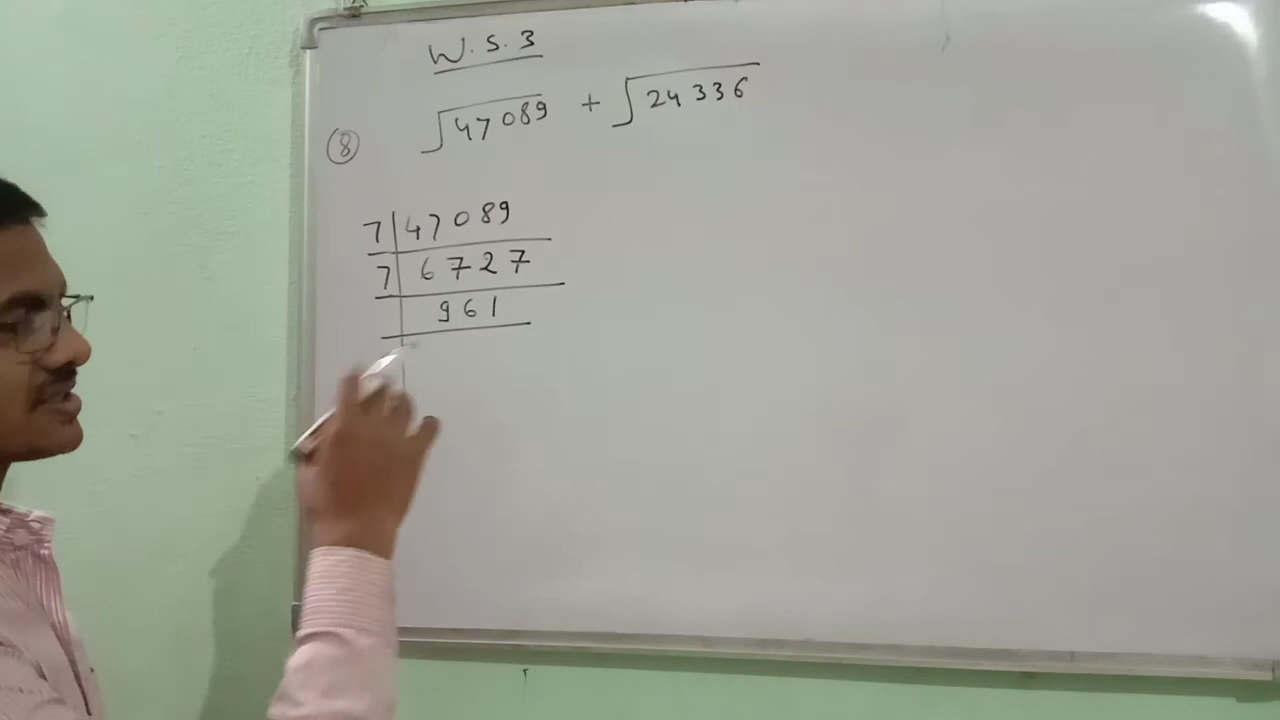 W.S.3
⑧ √47089 + √24336
7 | 47089
7 | 6727
961